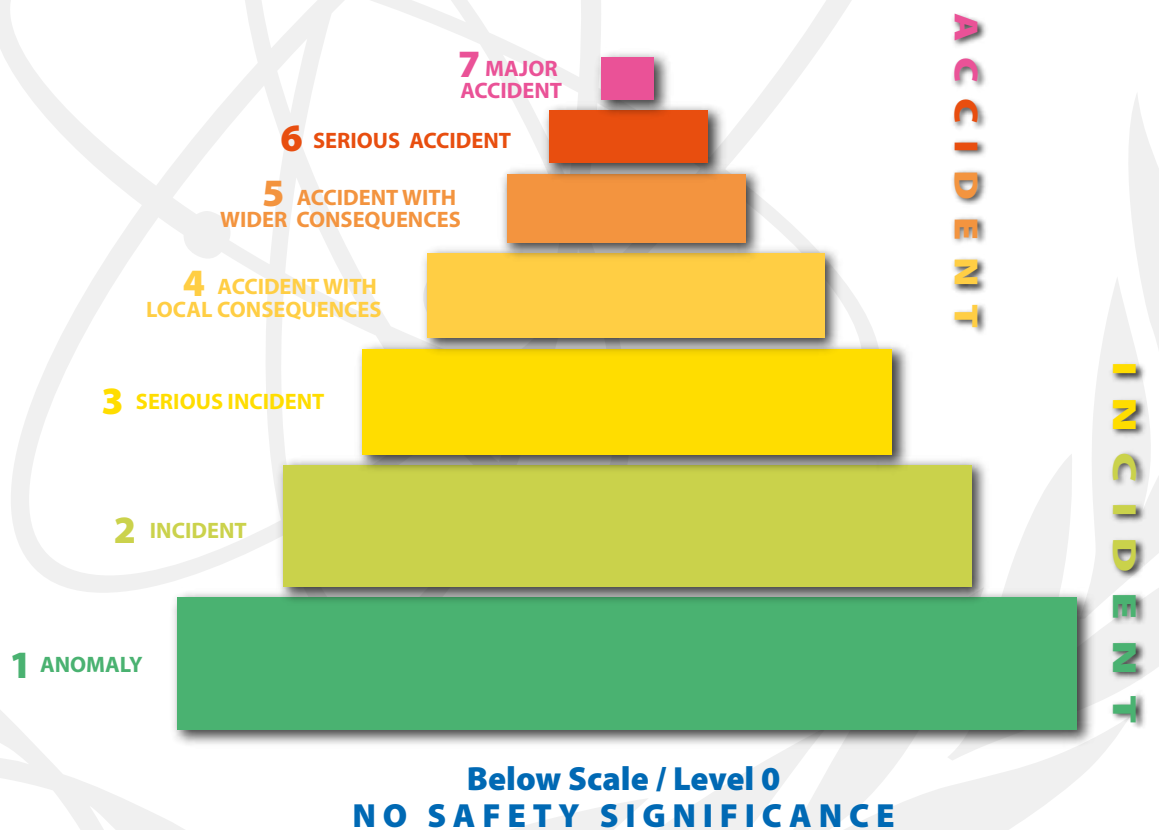 7 MAJOR
ACCIDENT
6 SERIOUS ACCIDENT
5 ACCIDENT WITH
WIDER CONSEQUENCES
4 ACCIDENT WITH
LOCAL CONSEQUENCES
3 SERIOUS INCIDENT
2 INCIDENT
1 ANOMALY
ACCIDENT
INCIDENT
Below Scale / Level 0
NO SAFETY SIGNIFICANCE